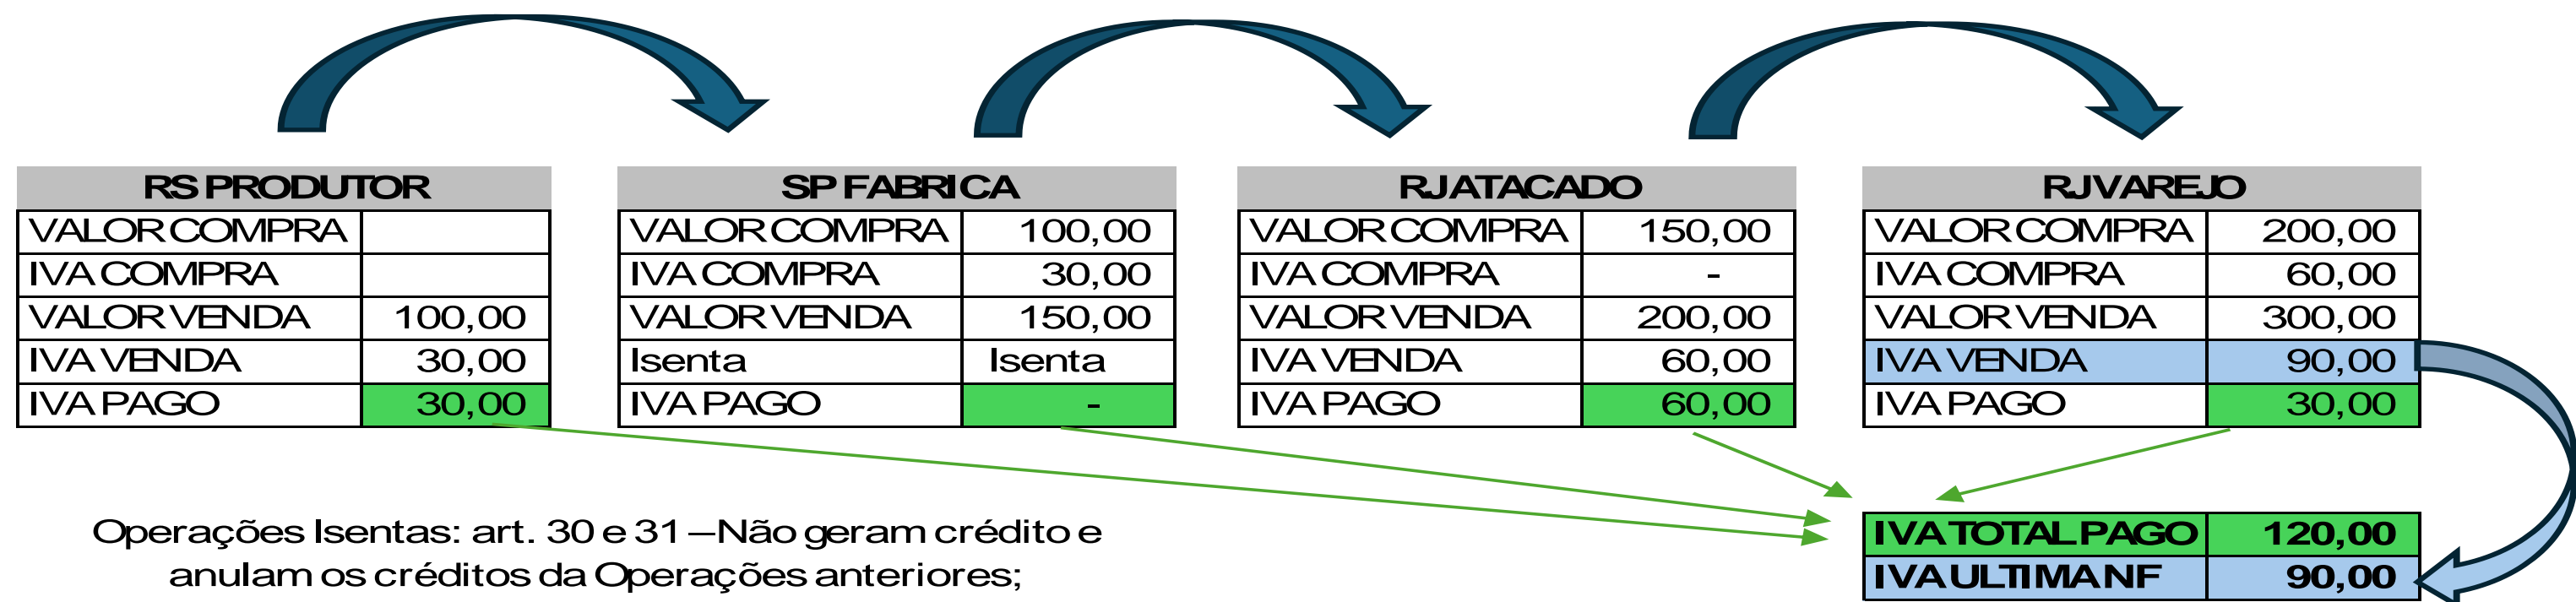 RS PRODUTOR
VALOR COMPRA
IVA COMPRA
VALOR VENDA 100,00
IVA VENDA 30,00
IVA PAGO 30,00
SP FABRICA
VALOR COMPRA 100,00
IVA COMPRA 30,00
VALOR VENDA 150,00
Isenta Isenta
IVA PAGO -
RJ ATACADO
VALOR COMPRA 150,00
IVA COMPRA -
VALOR VENDA 200,00
IVA VENDA 60,00
IVA PAGO 60,00
RJ VAREJO
VALOR COMPRA 200,00
IVA COMPRA 60,00
VALOR VENDA 300,00
IVA VENDA 90,00
IVA PAGO 30,00
Operações Isentas: art. 30 e 31 – Não geram crédito e
anulam os créditos da Operações anteriores;
IVA TOTAL PAGO 120,00
IVA ULTIMA NF 90,00